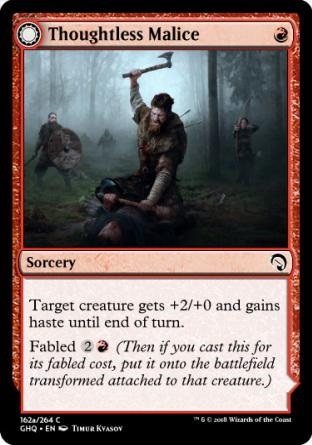 Thoughtless Malice
Sorcery
Target creature gets +2/+0 and gains
haste until end of turn.
Fabled 2 (Then if you cast this for
its fabled cost, put it onto the battlefield
transformed attached to that creature.)
162a/264 C
GHQ • EN Timur Kvasov
™ & © 2018 Wizards of the Coast